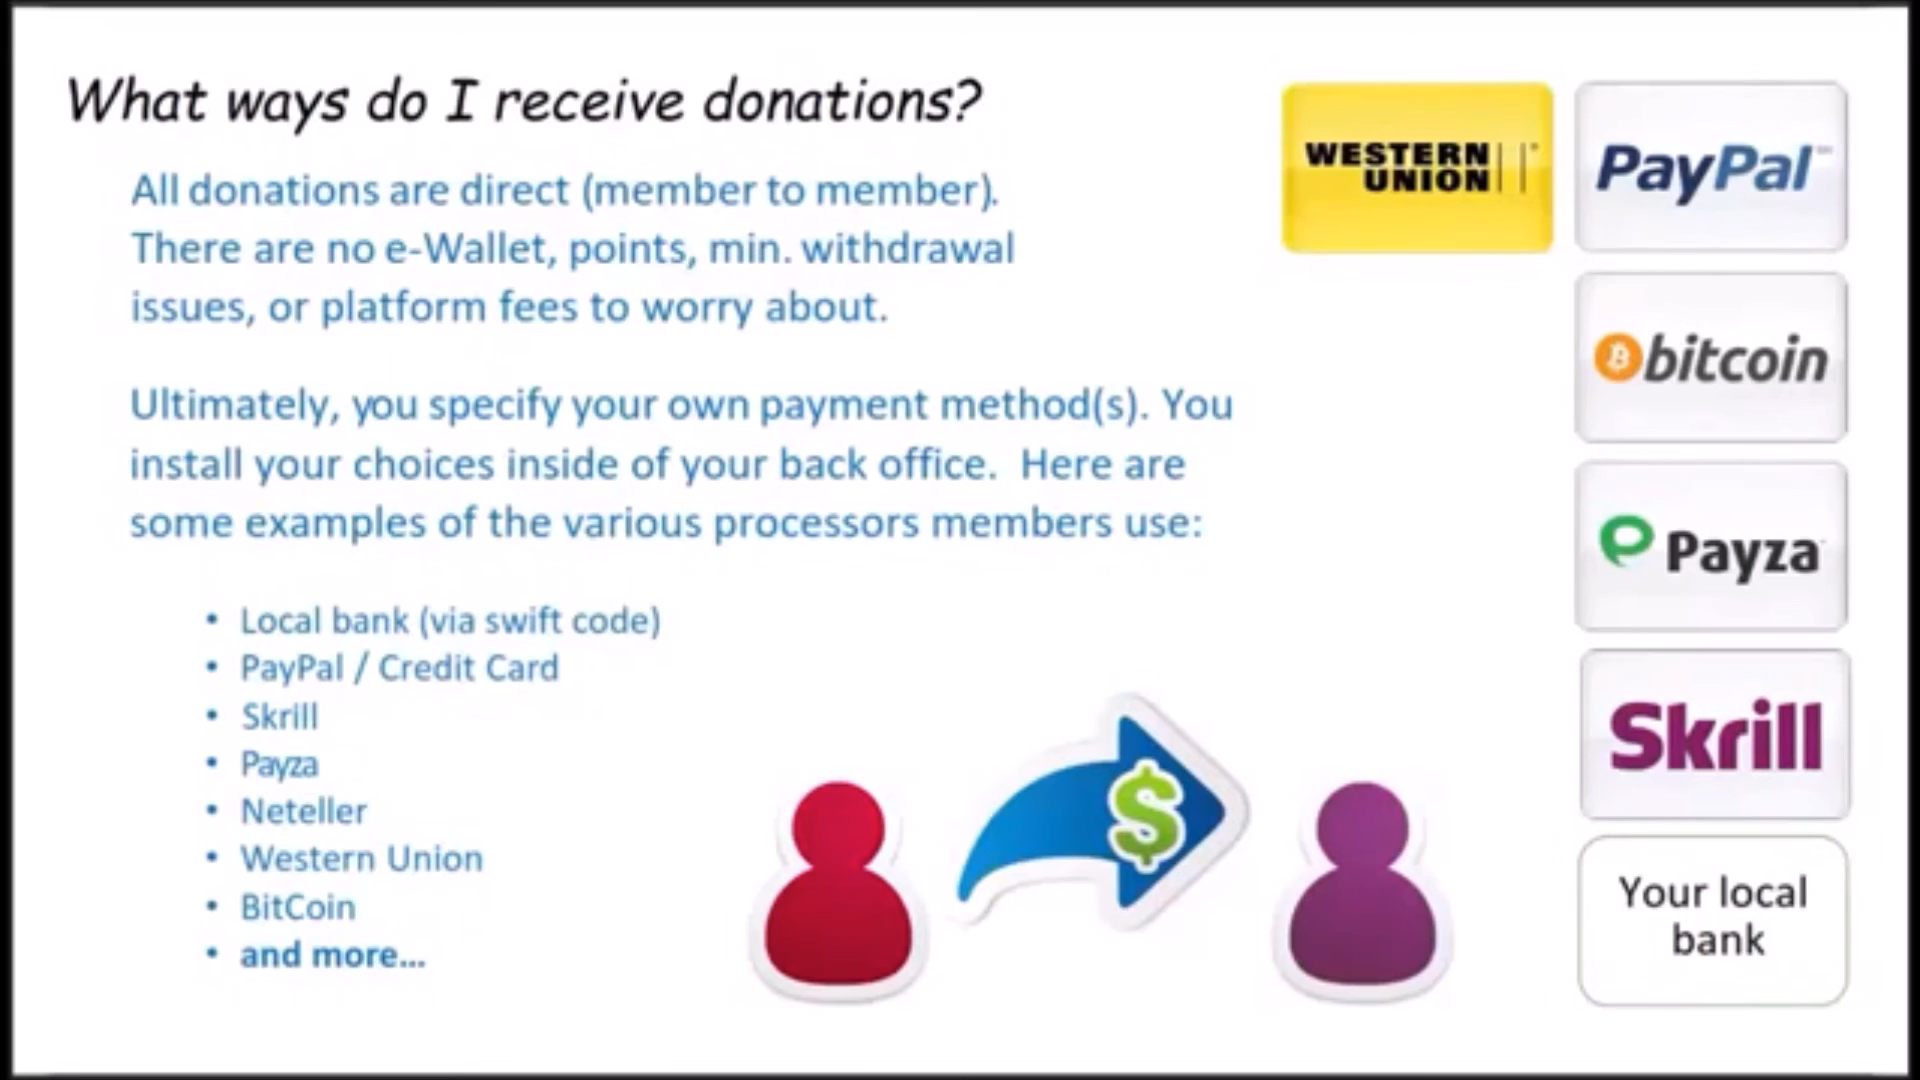 What ways do I receive donations?
All donations are direct (member to member).
There are no e-Wallet, points, min. withdrawal
issues, or platform fees to worry about.
Ultimately, you specify your own payment method(s). You
install your choices inside of your back office. Here are
some examples of the various processors members use:
• Local bank (via swift code)
• PayPal / Credit Card
• Skrill
• Payza
• Neteller
• Western Union
• BitCoin
• and more...
$
WESTERN
UNION
PayPal
bitcoin
Payza
Skrill
Your local
bank